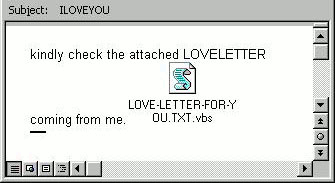 Subject: ILOVEYOU
kindly check the attached LOVELETTER
LOVE-LETTER-FOR-Y
OU.TXT.vbs
coming from me.